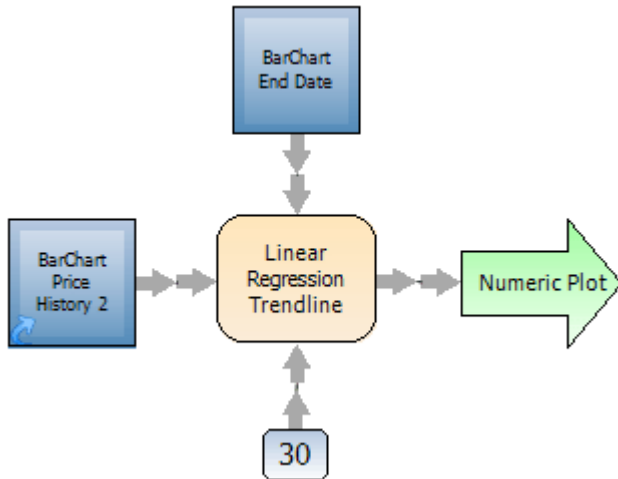 BarChart
End Date
BarChart
Price
History 2
Linear
Regression
Trendline
Numeric Plot
30